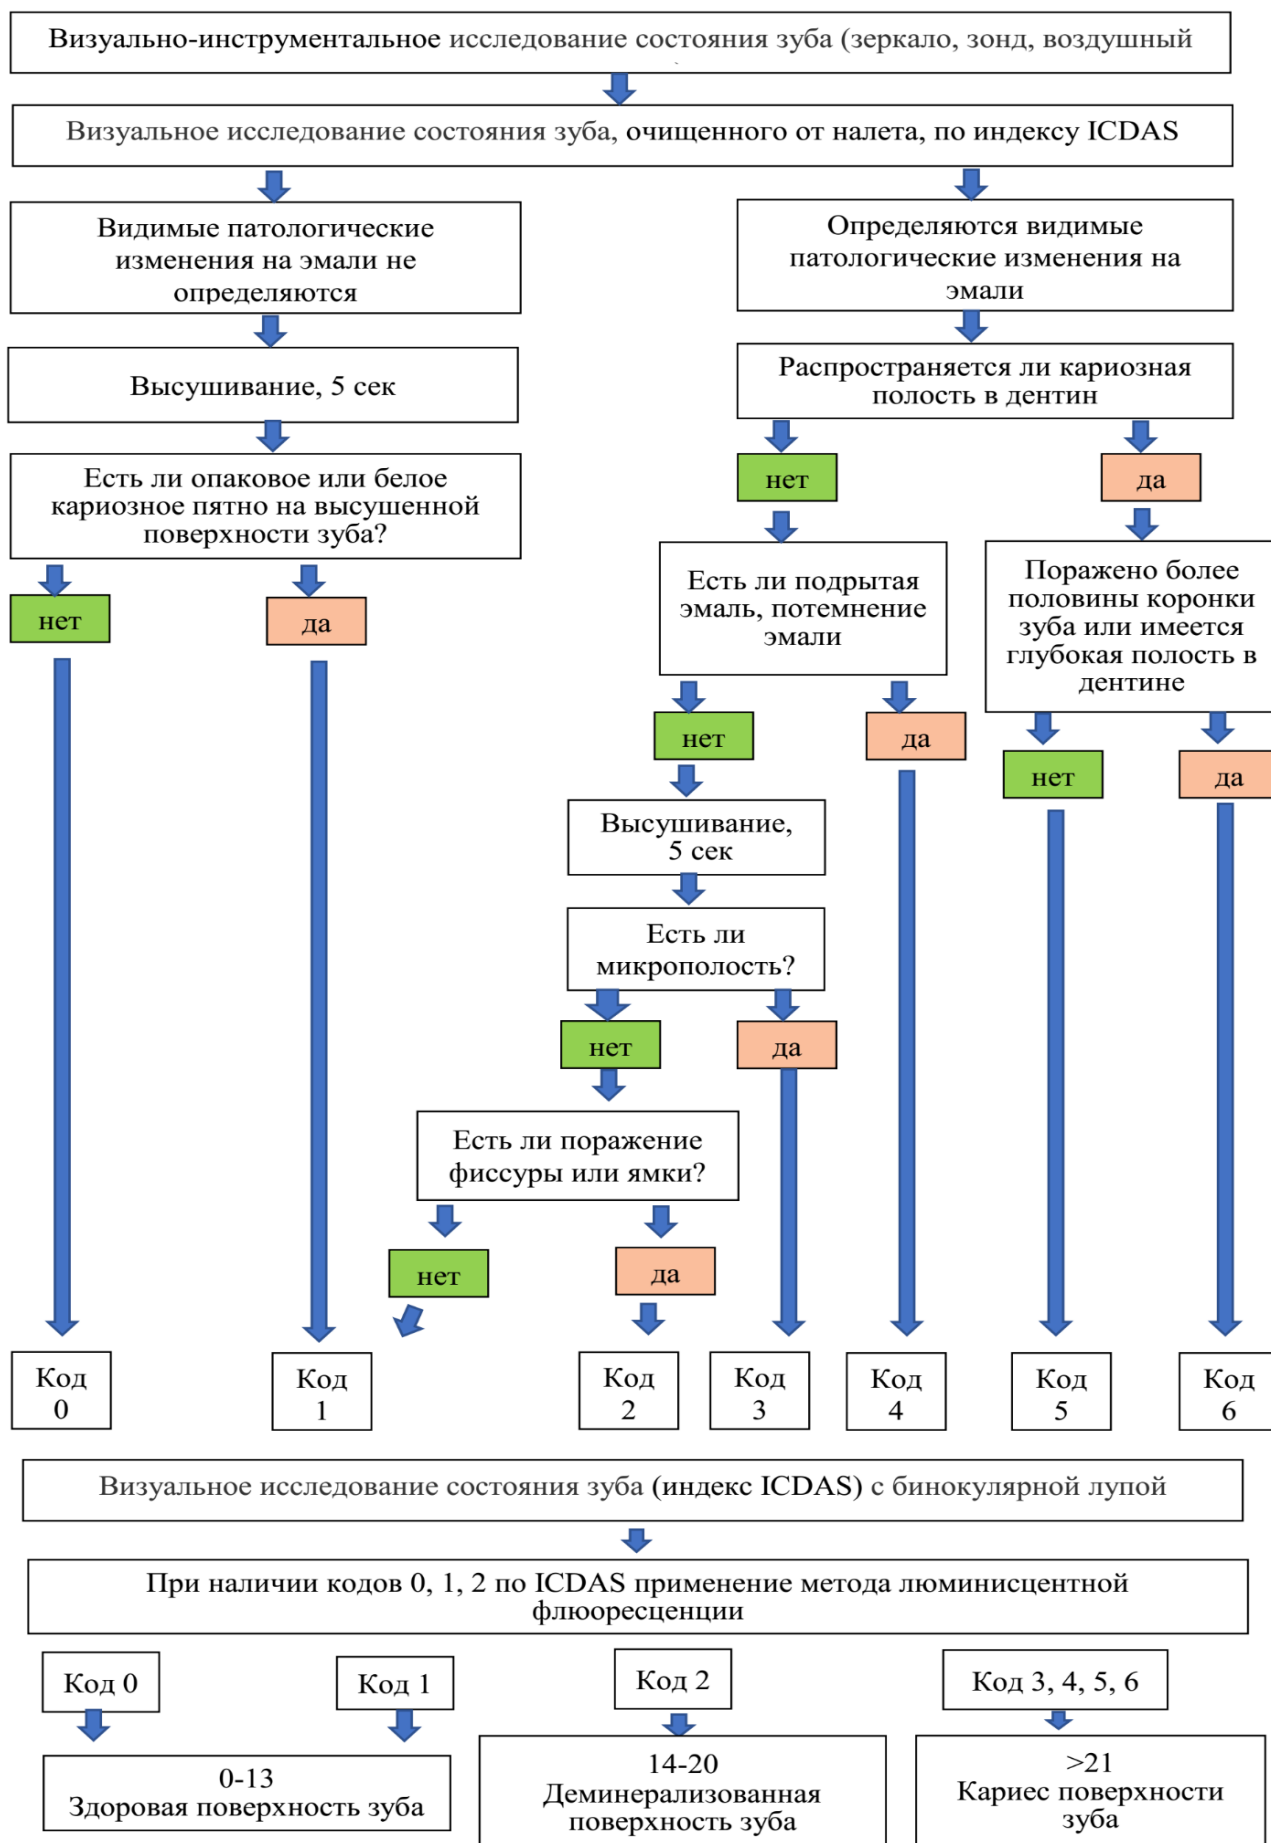 Визуально-инструментальное исследование состояния зуба (зеркало, зонд, воздушный
Визуальное исследование состояния зуба, очищенного от налета, по индексу ICDAS
Видимые патологические
изменения на эмали не
определяются
Определяются видимые
патологические изменения на
эмали
Высушивание, 5 сек
Распространяется ли кариозная
полость в дентин
Есть ли опаковое или белое
кариозное пятно на высушенной
поверхности зуба?
нет
да
нет
да
Есть ли подрытая
эмаль, потемнение
эмали
Поражено более
половины коронки
зуба или имеется
глубокая полость в
дентине
нет
да
нет
да
Высушивание,
5 сек
Есть ли
микрополость?
нет
да
Есть ли поражение
фиссуры или ямки?
нет
да
Код
0
Код
1
Код
2
Код
3
Код
4
Код
5
Код
6
Визуальное исследование состояния зуба (индекс ICDAS) с бинокулярной лупой
При наличии кодов 0, 1, 2 по ICDAS применение метода люминисцентной
флюоресценции
Код 0
Код 1
Код 2
Код 3, 4, 5, 6
0-13
Здоровая поверхность зуба
14-20
Деминерализованная
поверхность зуба
>21
Кариес поверхности
зуба